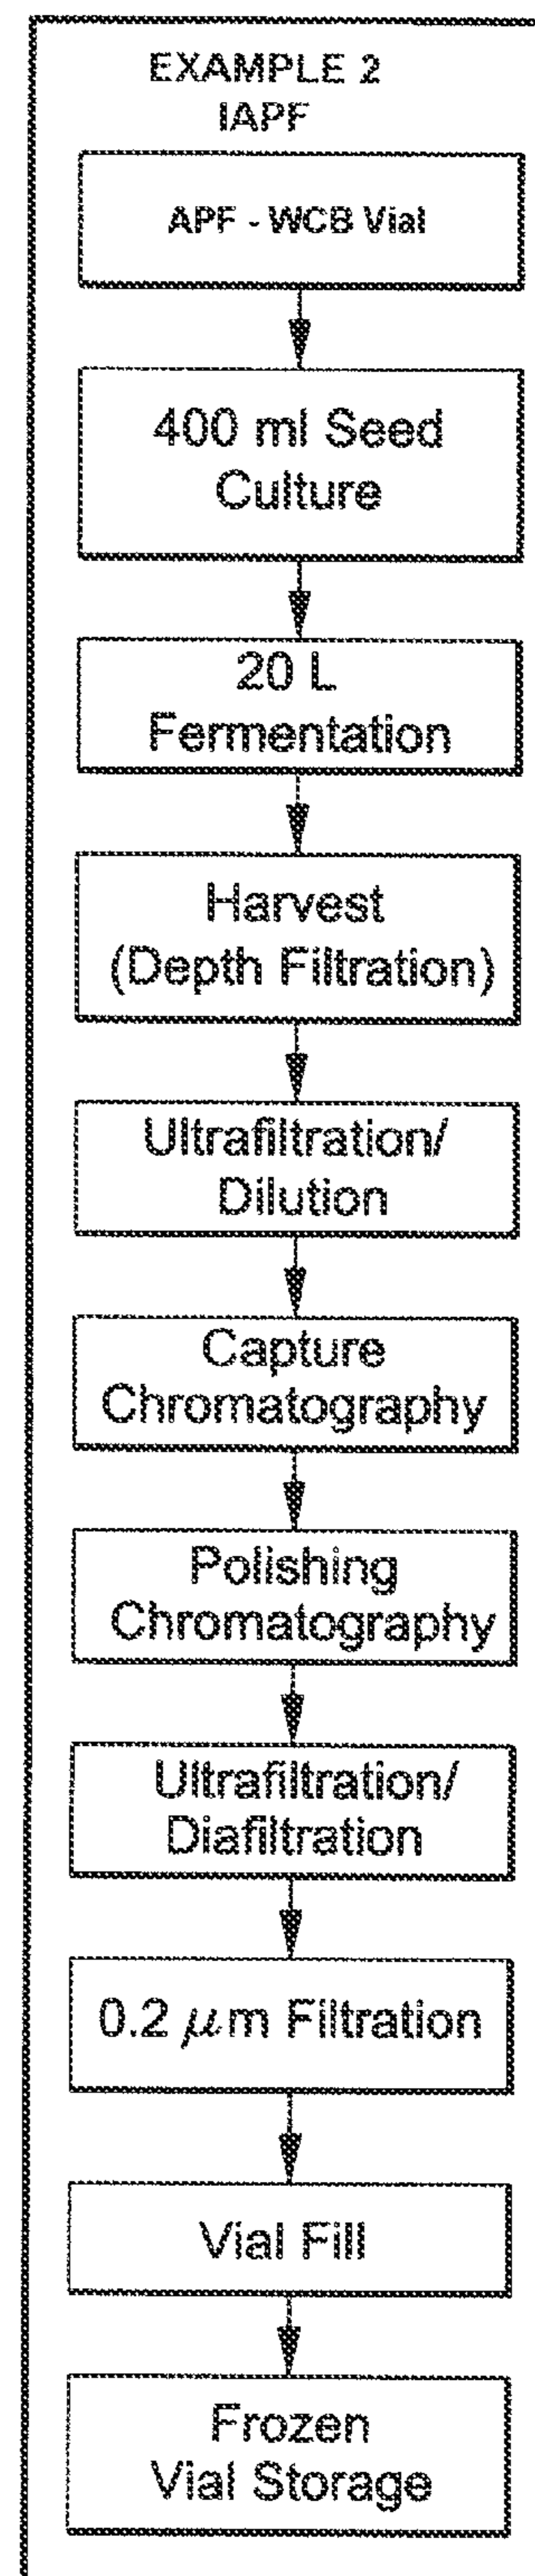 EXAMPLE 2
IAPF
APF - WCB Vial
400 ml Seed
Culture
20 L
Fermentation
Harvest
(Depth Filtration)
Ultrafiltration/
Dilution
Capture
Chromatography
Polishing
Chromatography
Ultrafiltration/
Diafiltration
0.2 μm Filtration
Vial Fill
Frozen
Vial Storage